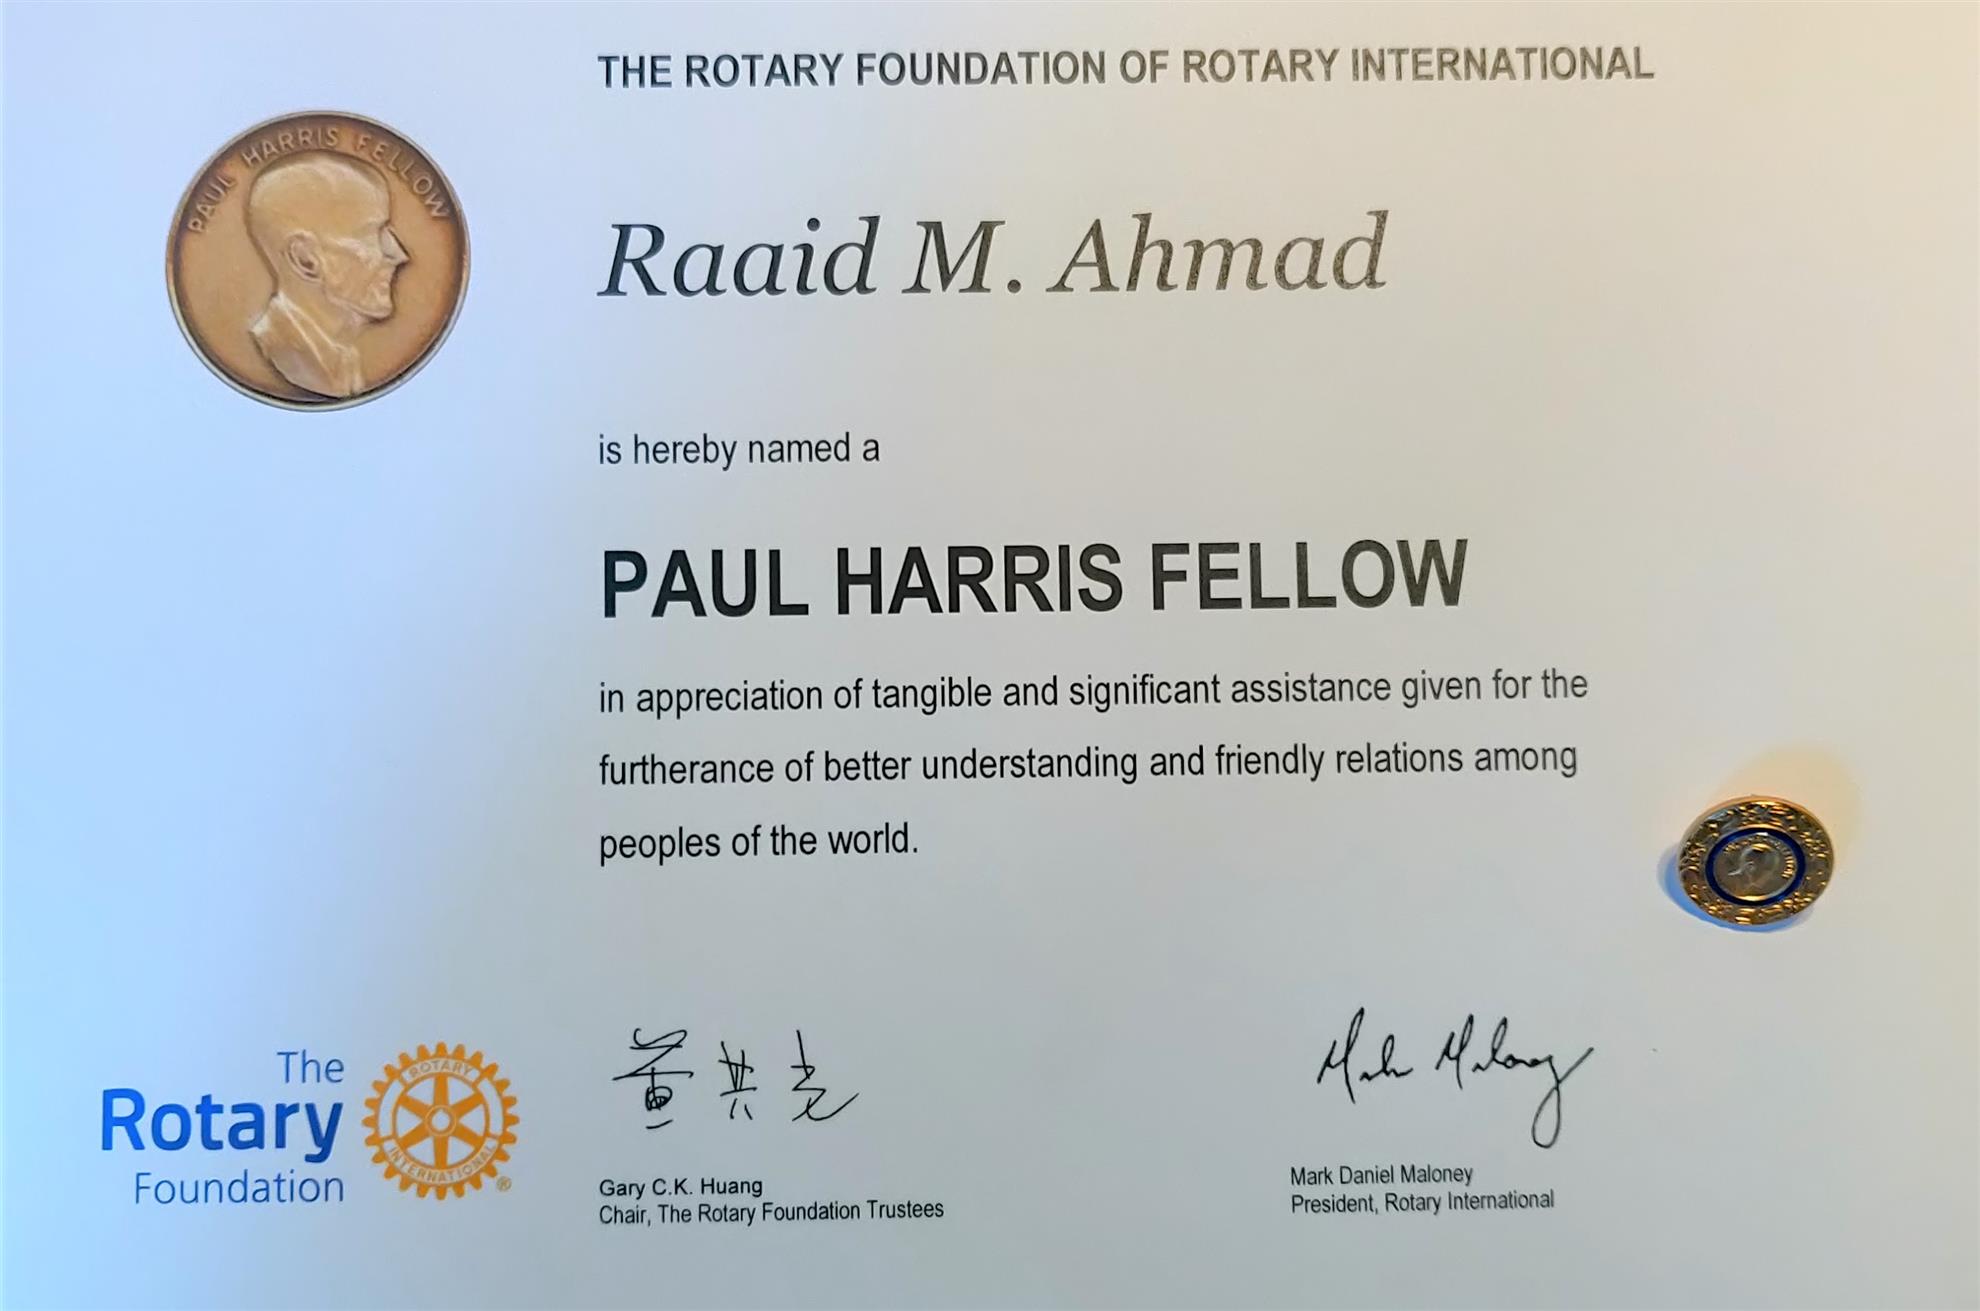 THE ROTARY FOUNDATION OF ROTARY INTERNATIONAL
PAUL HARRIS FELLOW
Raaid M. Ahmad
is hereby named a
PAUL HARRIS FELLOW
in appreciation of tangible and significant assistance given for the
furtherance of better understanding and friendly relations among
peoples of the world.
The
Rotary
Foundation
ROTARY
INTERNATIONAL
®
黄其光
Gary C.K. Huang
Chair, The Rotary Foundation Trustees
Mark Maloney
Mark Daniel Maloney
President, Rotary International